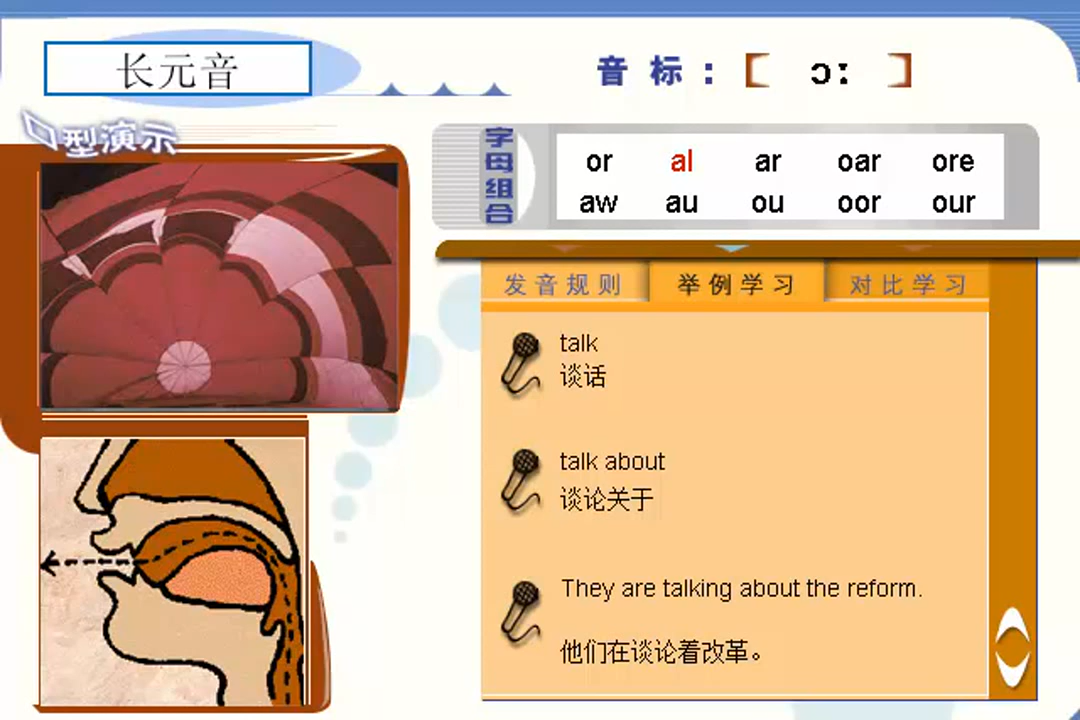 长元音
音标：[ ɔː ]
口型演示
字母组合
or al ar oar ore
aw au ou oor our
发音规则 举例学习 对比学习
talk
谈话
talk about
谈论关于
They are talking about the reform.
他们在谈论着改革。